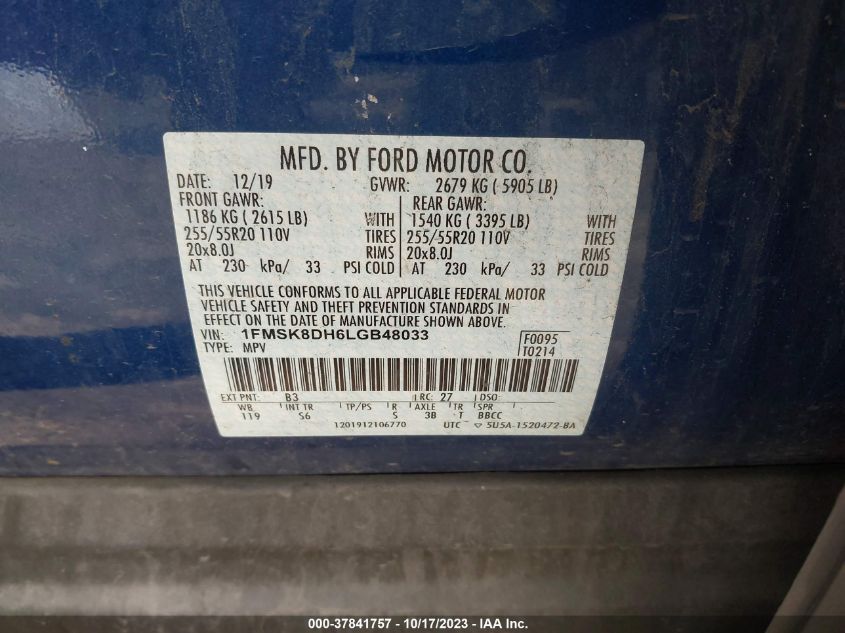 MFD. BY FORD MOTOR CO.
DATE: 12/19 GVWR: 2679 KG ( 5905 LB)
FRONT GAWR: REAR GAWR:
1186 KG ( 2615 LB) WITH 1540 KG ( 3395 LB) WITH
255/55R20 110V TIRES 255/55R20 110V TIRES
20x8.0J RIMS 20x8.0J RIMS
AT 230 kPa/ 33 PSI COLD AT 230 kPa/ 33 PSI COLD
THIS VEHICLE CONFORMS TO ALL APPLICABLE FEDERAL MOTOR
VEHICLE SAFETY AND THEFT PREVENTION STANDARDS IN
EFFECT ON THE DATE OF MANUFACTURE SHOWN ABOVE.
VIN: 1FMSK8DH6LGB48033 F0095
TYPE: MPV T0214
EXT PNT: B3 RC: 27 DSO:
WB INT TR TP/PS R AXLE TR SPR
119 S6 S 3B T BBCC
1201912106770 UTC ▽ 5U5A-1520472-BA
000-37841757 - 10/17/2023 - IAA Inc.